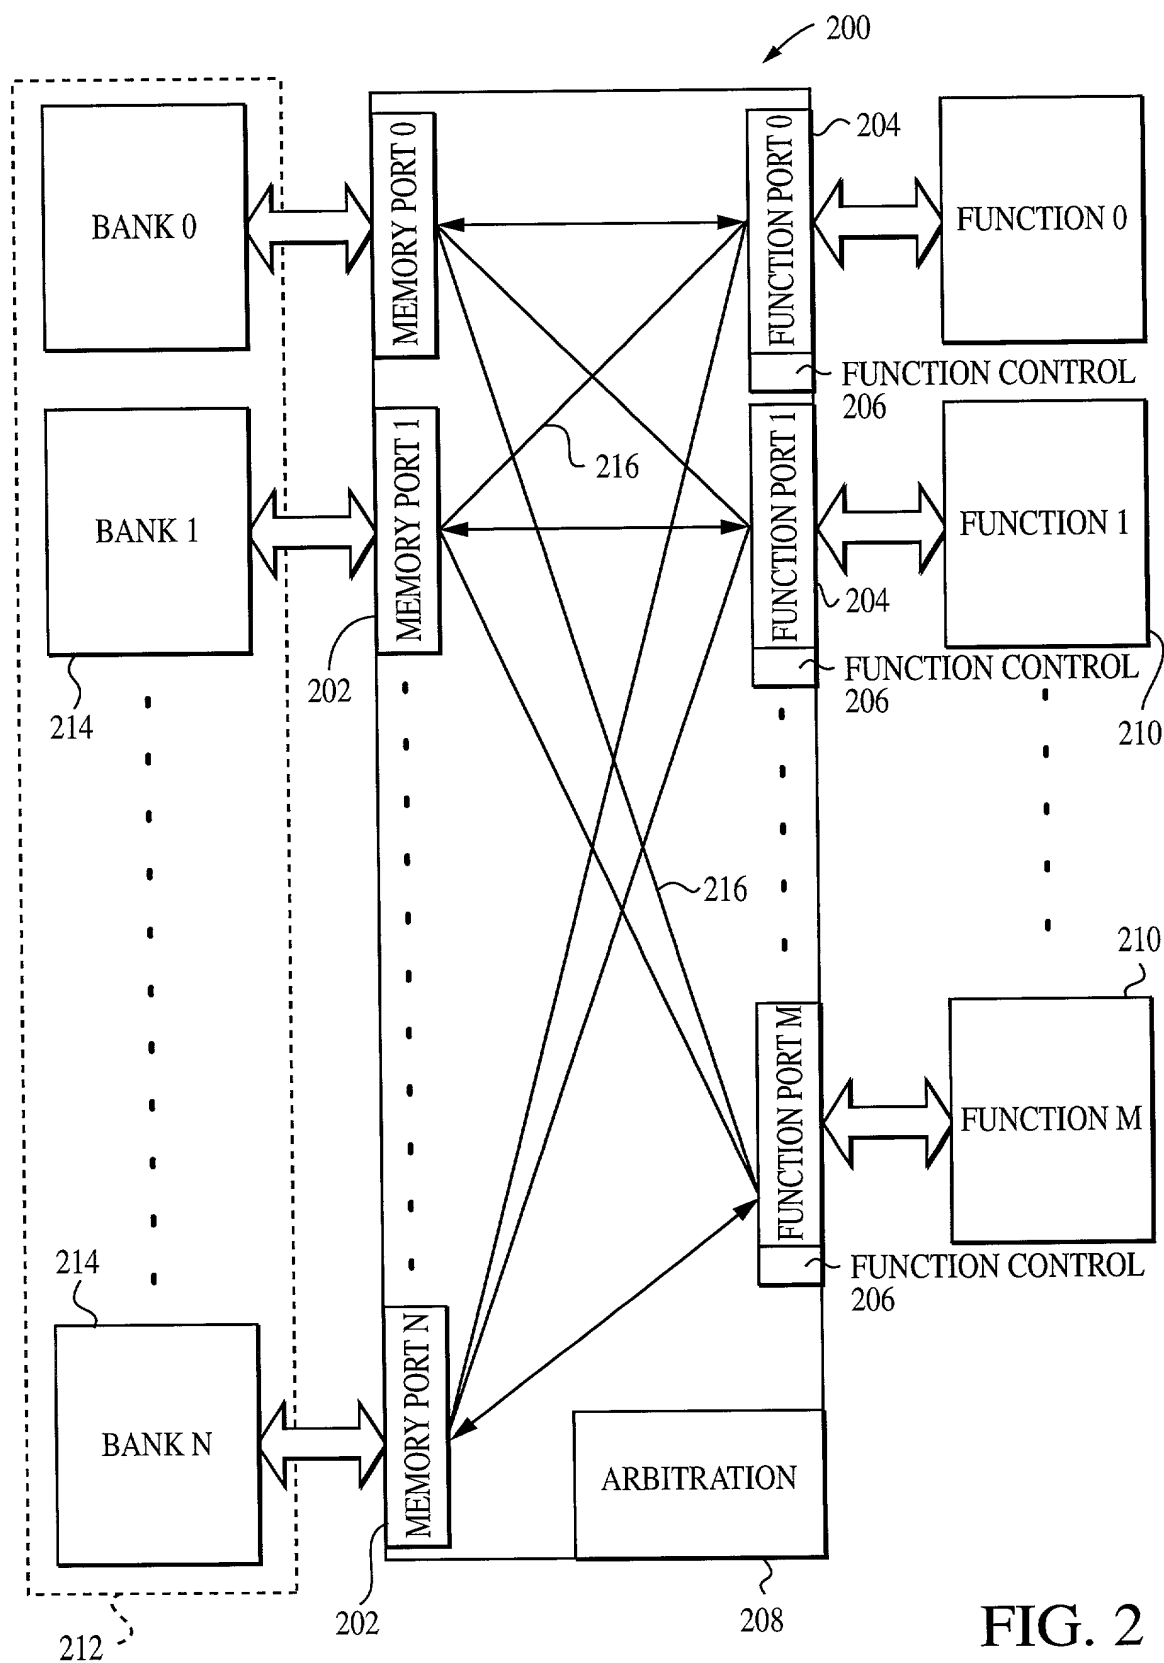 200
BANK 0
MEMORY PORT 0
FUNCTION PORT 0
204
FUNCTION 0
FUNCTION CONTROL
206
BANK 1
MEMORY PORT 1
216
FUNCTION PORT 1
204
FUNCTION 1
FUNCTION CONTROL
206
214
202
210
216
210
FUNCTION PORT M
FUNCTION M
FUNCTION CONTROL
206
214
BANK N
MEMORY PORT N
ARBITRATION
202
208
212
FIG. 2